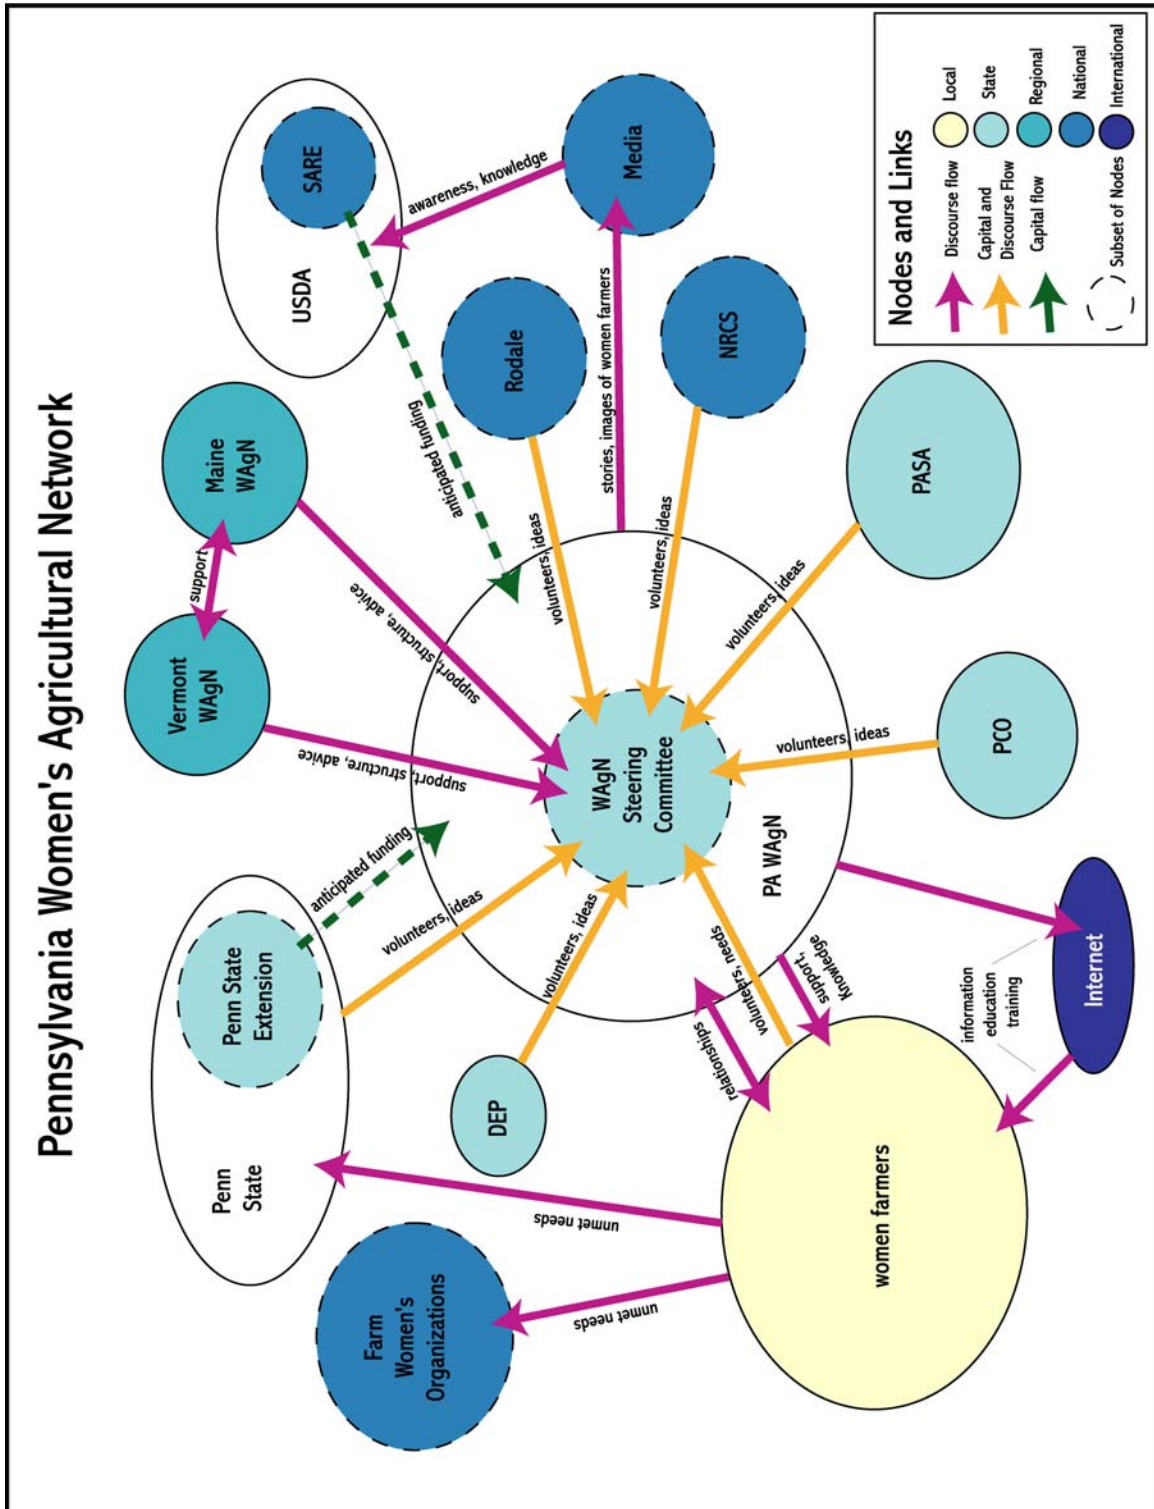 Pennsylvania Women's Agricultural Network
Vermont
WAgN
support
Maine
WAgN
USDA
SARE
Penn
State
Penn State
Extension
anticipated funding
support, structure, advice
support, structure, advice
anticipated funding
awareness, knowledge
Farm
Women's
Organizations
unmet needs
unmet needs
DEP
volunteers, ideas
volunteers, ideas
WAgN
Steering
Committee
PA WAgN
volunteers, ideas
Rodale
stories, images of women farmers
Media
volunteers, ideas
NRCS
volunteers, ideas
PASA
volunteers, ideas
PCO
relationships
volunteers, needs
support,
Knowledge
women farmers
information
education
training
Internet
Nodes and Links
Discourse flow
Capital and
Discourse Flow
Capital flow
Subset of Nodes
Local
State
Regional
National
International